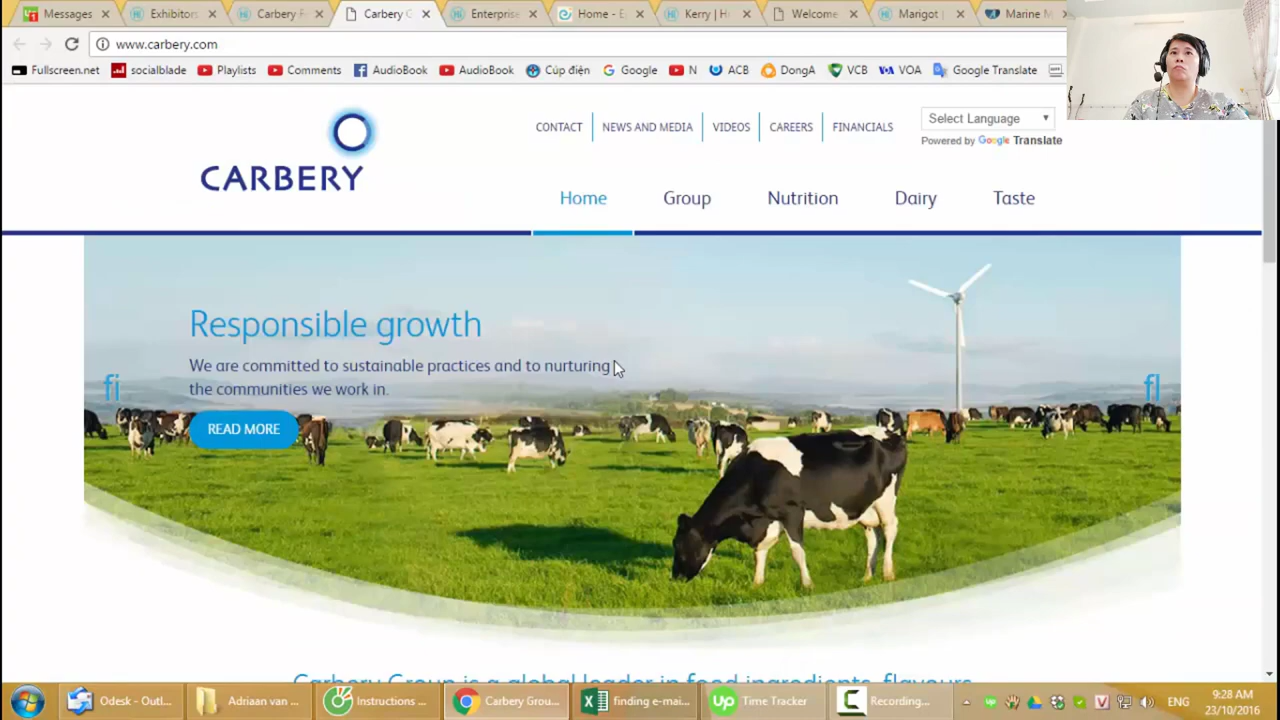 Messages
Exhibitors
Carbery F
Carbery G
Enterprise
Home - E
Kerry | H
Welcome
Marigot |
Marine M
www.carbery.com
Fullscreen.net
socialblade
Playlists
Comments
AudioBook
AudBook
Cúp điện
Google
N
ACB
DongA
VCB
VOA VOA
Google Translate
CARBERY
CONTACT
NEWS AND MEDIA
VIDEOS
CAREERS
FINANCIALS
Select Language
Powered by Google Translate
Home
Group
Nutrition
Dairy
Taste
Responsible growth
We are committed to sustainable practices and to nurturing
the communities we work in.
READ MORE
fi
fl
Carbery Group is a global leader in food ingredients, flavours
Odesk - Outl...
Adriaan van ...
Instructions ...
Carbery Grou...
finding e-mai...
Up Time Tracker
Recording...
ENG
9:28 AM
23/10/2016